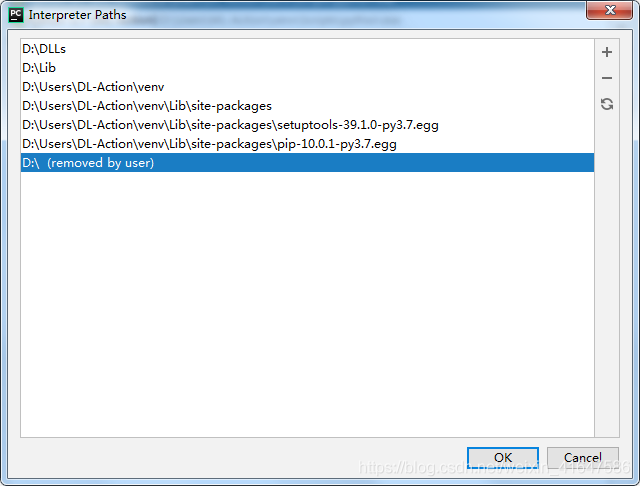 PC Interpreter Paths
D:\DLLs
D:\Lib
D:\Users\DL-Action\venv
D:\Users\DL-Action\venv\Lib\site-packages
D:\Users\DL-Action\venv\Lib\site-packages\setuptools-39.1.0-py3.7.egg
D:\Users\DL-Action\venv\Lib\site-packages\pip-10.0.1-py3.7.egg
D:\ (removed by user)
OK Cancel
https://blog.csdn.net/weixin_41047586